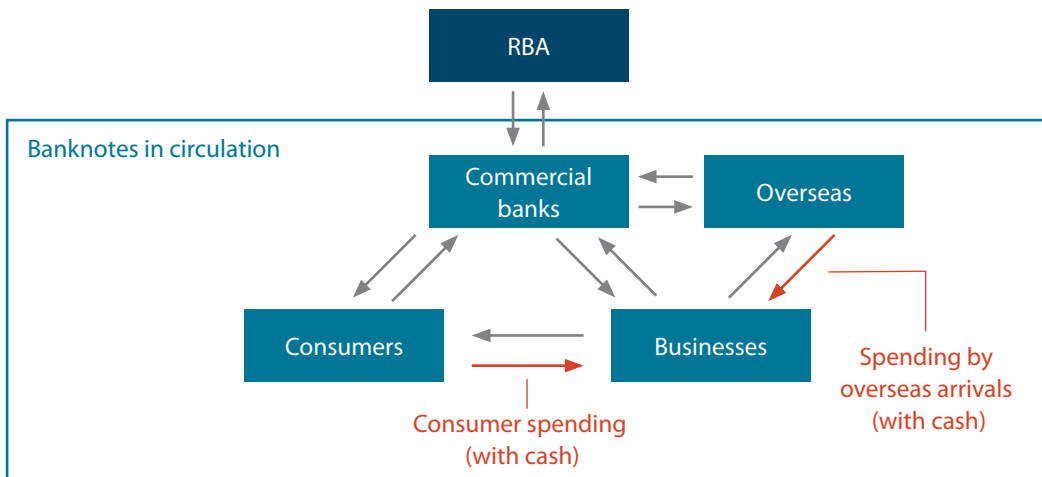 RBA
Banknotes in circulation
Commercial
banks
Overseas
Consumers
Businesses
Spending by
overseas arrivals
(with cash)
Consumer spending
(with cash)